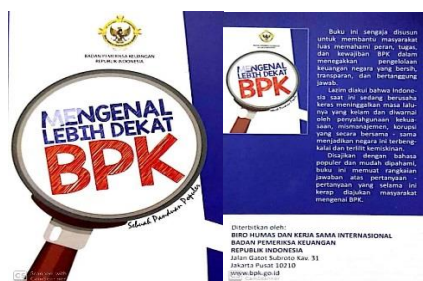 BADAN PEMERIKSA KEUANGAN
REPUBLIK INDONESIA
MENGENAL
LEBIH DEKAT
BPK
Sebuah Panduan Populer
CS
Buku ini sengaja disusun
untuk membantu masyarakat
luas memahami peran, tugas,
dan kewajiban BPK dalam
menegakkan pengelolaan
keuangan negara yang bersih,
transparan, dan bertanggung
jawab.
Lazim diakui bahwa Indone-
sia saat ini sedang berusaha
keras meninggalkan masa lalu-
nya yang kelam dan diwarnai
oleh penyalahgunaan kekua-
saan, mismanajemen, korupsi
yang secara bersama - sama
menjadikan negara ini terbeng-
kalai dan terlilit kemiskinan.
Disajikan dengan bahasa
populer dan mudah dipahami,
buku ini memuat rangkaian
jawaban atas pertanyaan -
pertanyaan yang selama ini
kerap diajukan masyarakat
mengenai BPK.
MENGENAL
LEBIH DEKAT
BPK
Diterbitkan oleh:
BIRO HUMAS DAN KERJA SAMA INTERNASIONAL
BADAN PEMERIKSA KEUANGAN
REPUBLIK INDONESIA
Jalan Gatot Subroto Kav. 31
Jakarta Pusat 10210
www.bpk.go.id